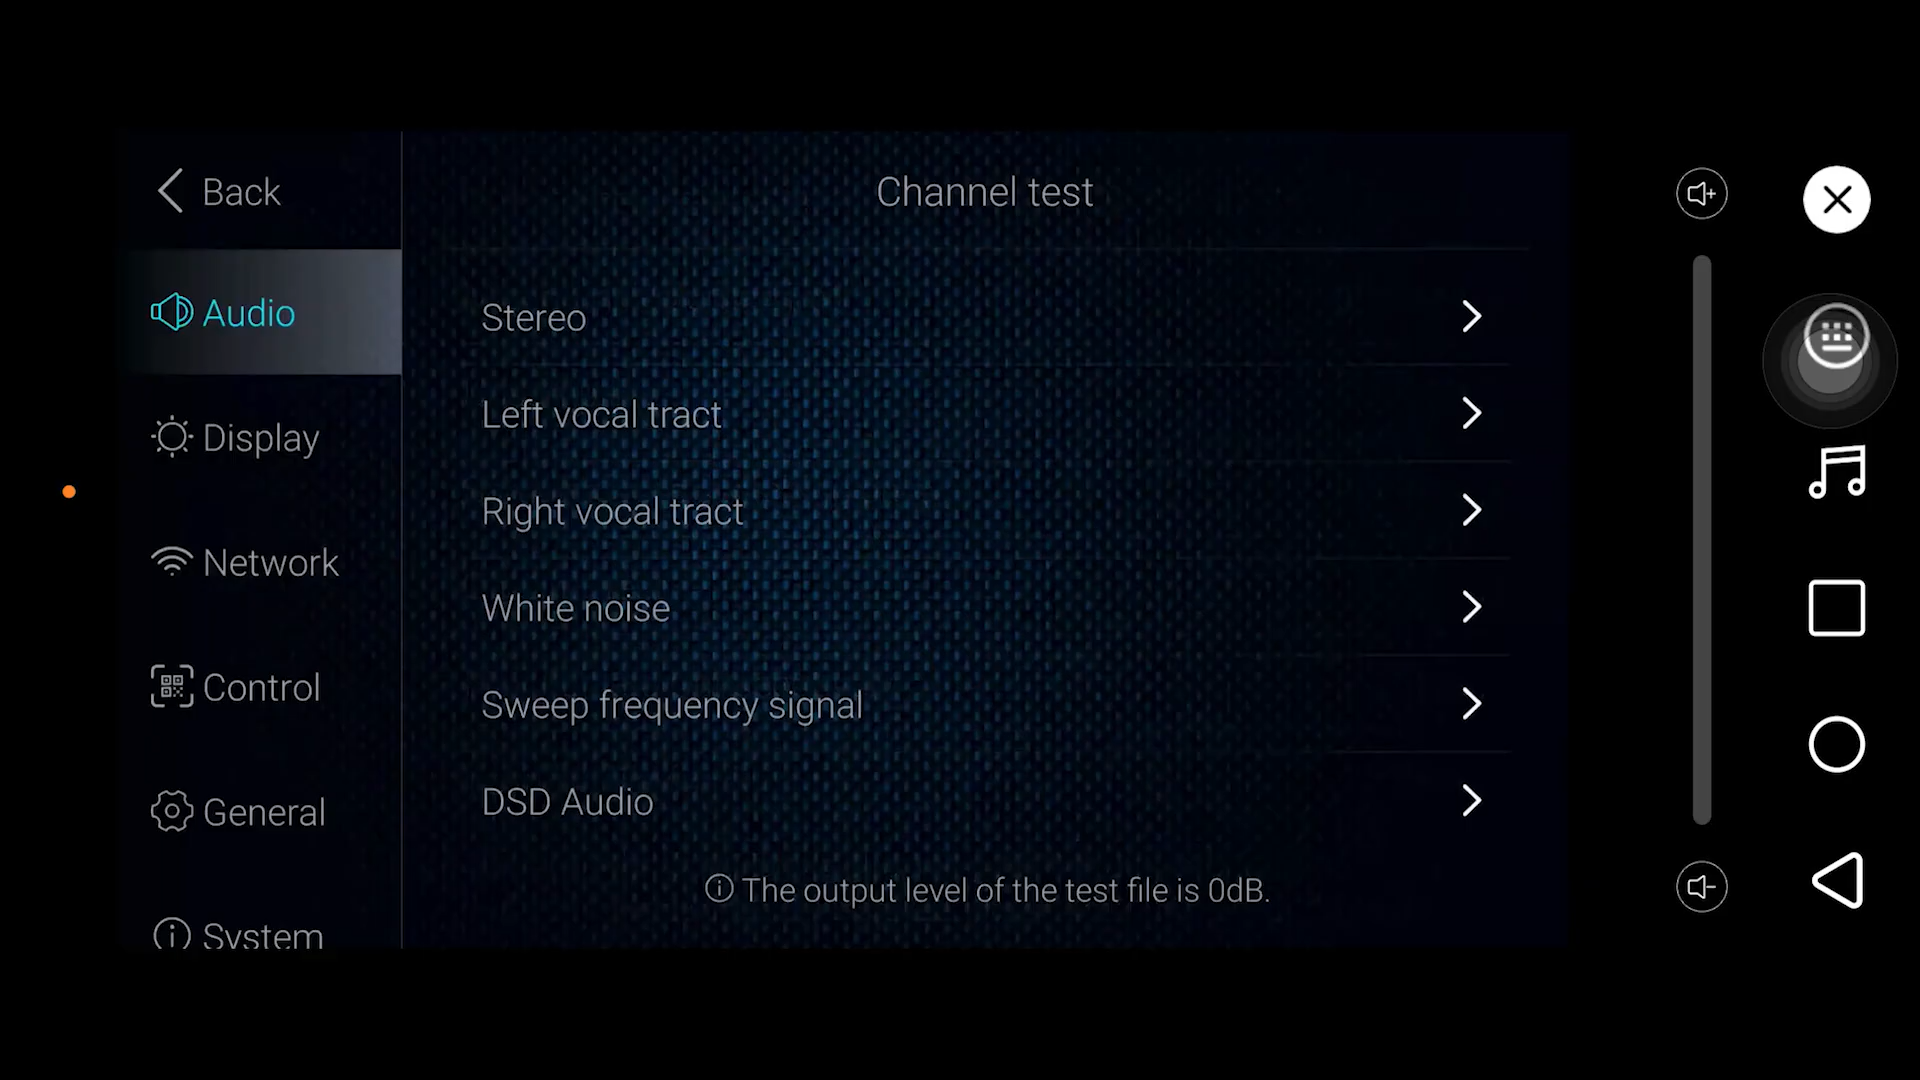 Back
Channel test
Audio
Display
Network
Control
General
System
Stereo
Left vocal tract
Right vocal tract
White noise
Sweep frequency signal
DSD Audio
The output level of the test file is 0dB.